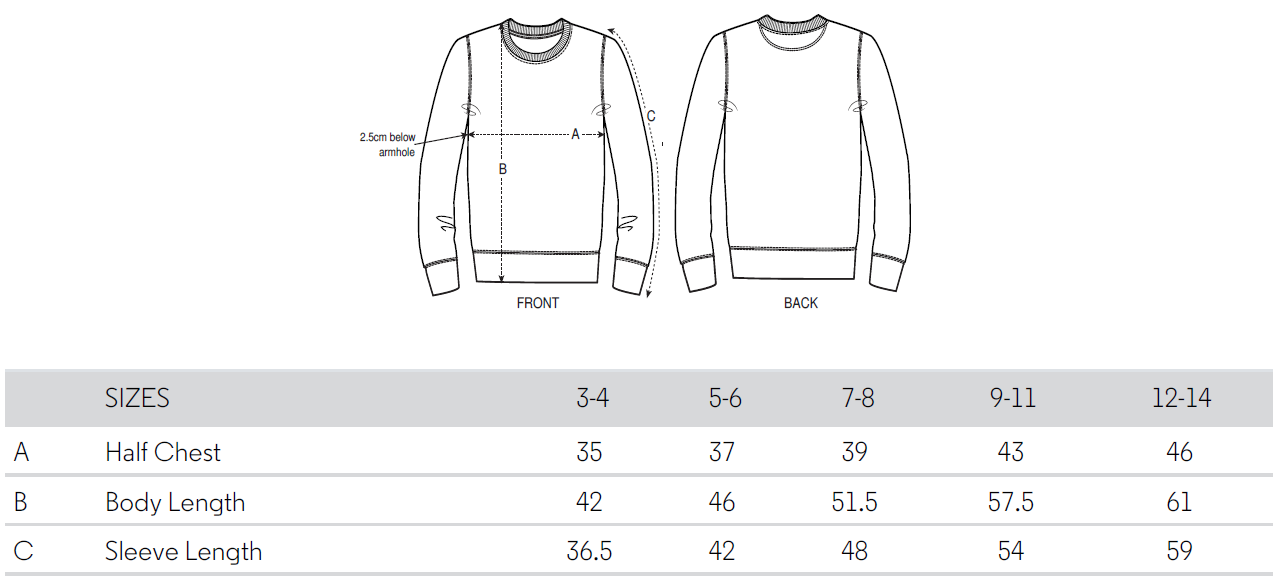 C
A
2.5cm below
armhole
B
FRONT
BACK
SIZES 3-4 5-6 7-8 9-11 12-14
A Half Chest 35 37 39 43 46
B Body Length 42 46 51.5 57.5 61
C Sleeve Length 36.5 42 48 54 59